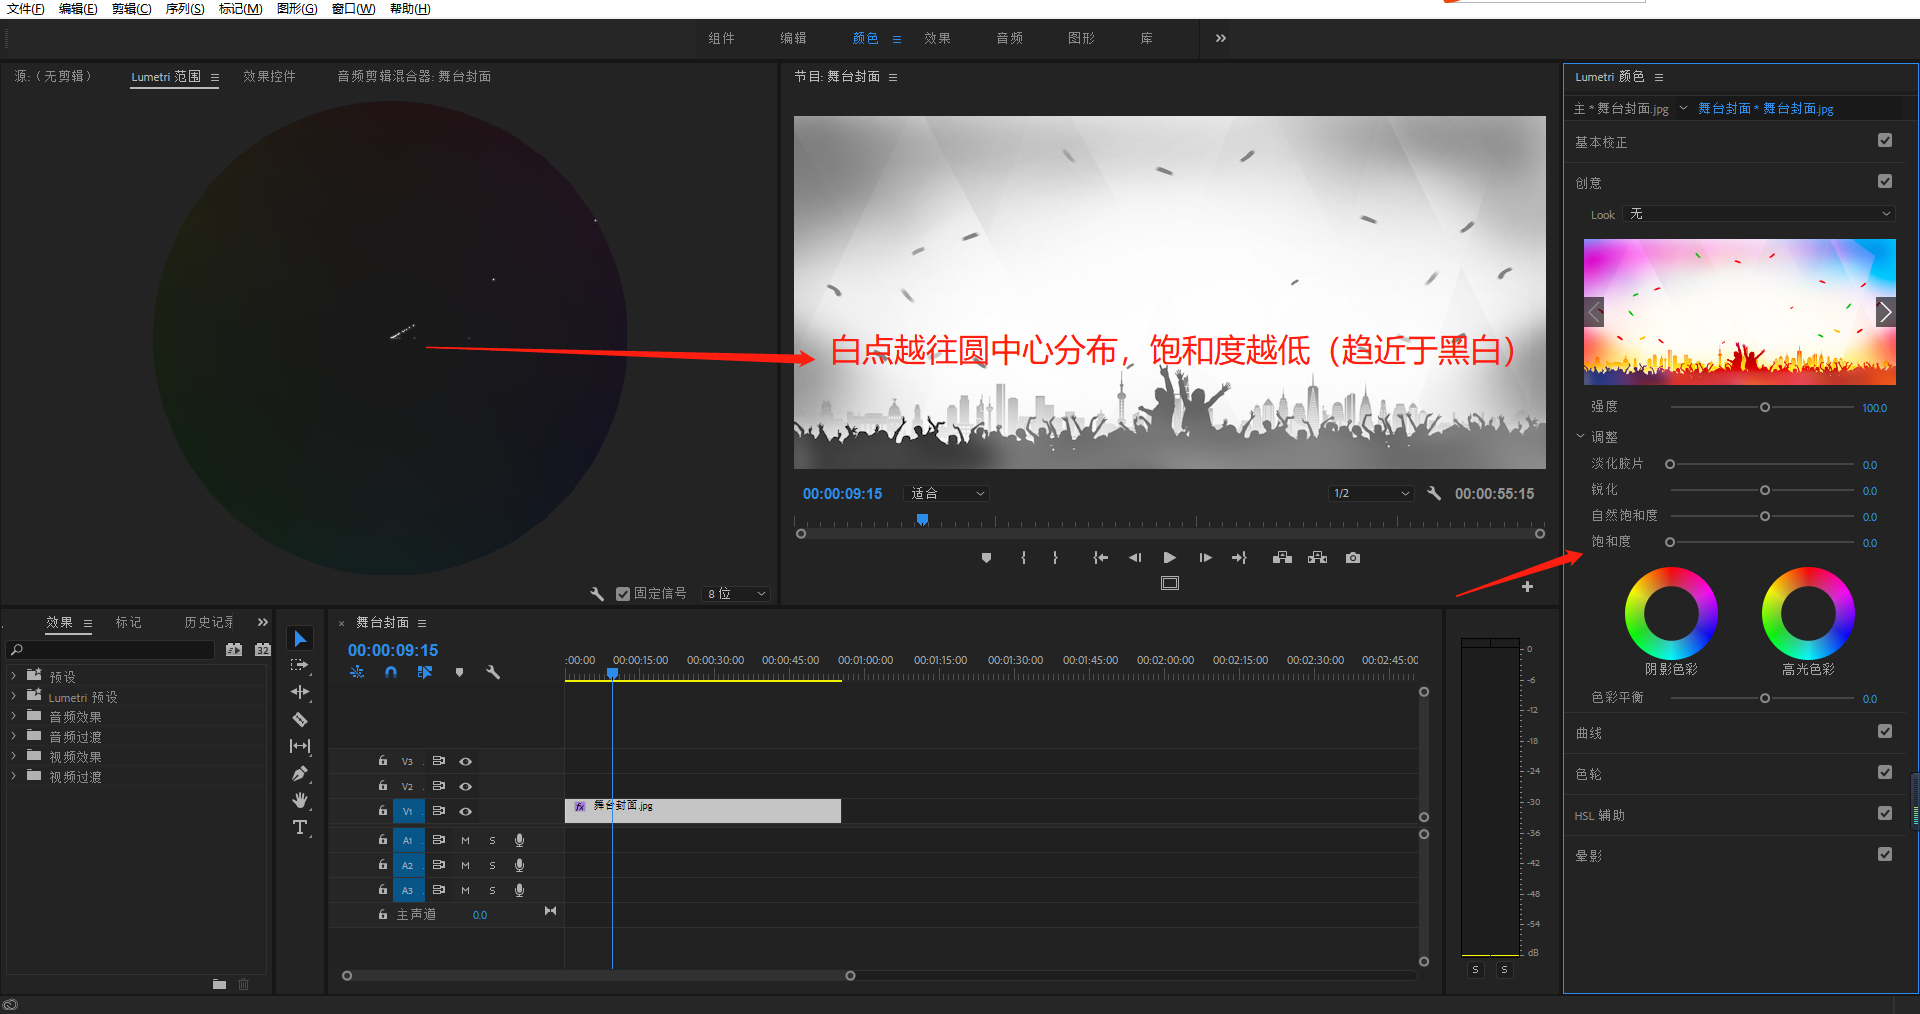 文件(F) 编辑(E) 剪辑(C) 序列(S) 标记(M) 图形(G) 窗口(W) 帮助(H)
组件 编辑 颜色 效果 音频 图形 库
源:（无剪辑） Lumetri 范围 效果控件 音频剪辑混合器: 舞台封面
节目: 舞台封面
Lumetri 颜色
主 * 舞台封面.jpg 舞台封面 * 舞台封面.jpg
基本校正
创意
Look 无
白点越往圆中心分布，饱和度越低（趋近于黑白）
强度 100.0
调整
淡化胶片 0.0
锐化 0.0
自然饱和度 0.0
饱和度 0.0
阴影色彩 高光色彩
色彩平衡 0.0
曲线
色轮
HSL 辅助
晕影
00:00:09:15 适合 1/2 00:00:55:15
固定信号 8 位
效果 标记 历史记录
32
预设
Lumetri 预设
音频效果
音频过渡
视频效果
视频过渡
× 舞台封面
00:00:09:15
:00:00 00:00:15:00 00:00:30:00 00:00:45:00 00:01:00:00 00:01:15:00 00:01:30:00 00:01:45:00 00:02:00:00 00:02:15:00 00:02:30:00 00:02:45:00
V3
V2
V1 fx 舞台封面.jpg
A1 M S
A2 M S
A3 M S
主声道 0.0
T
0
-6
-12
-18
-24
-30
-36
-42
-48
-54
dB
S S